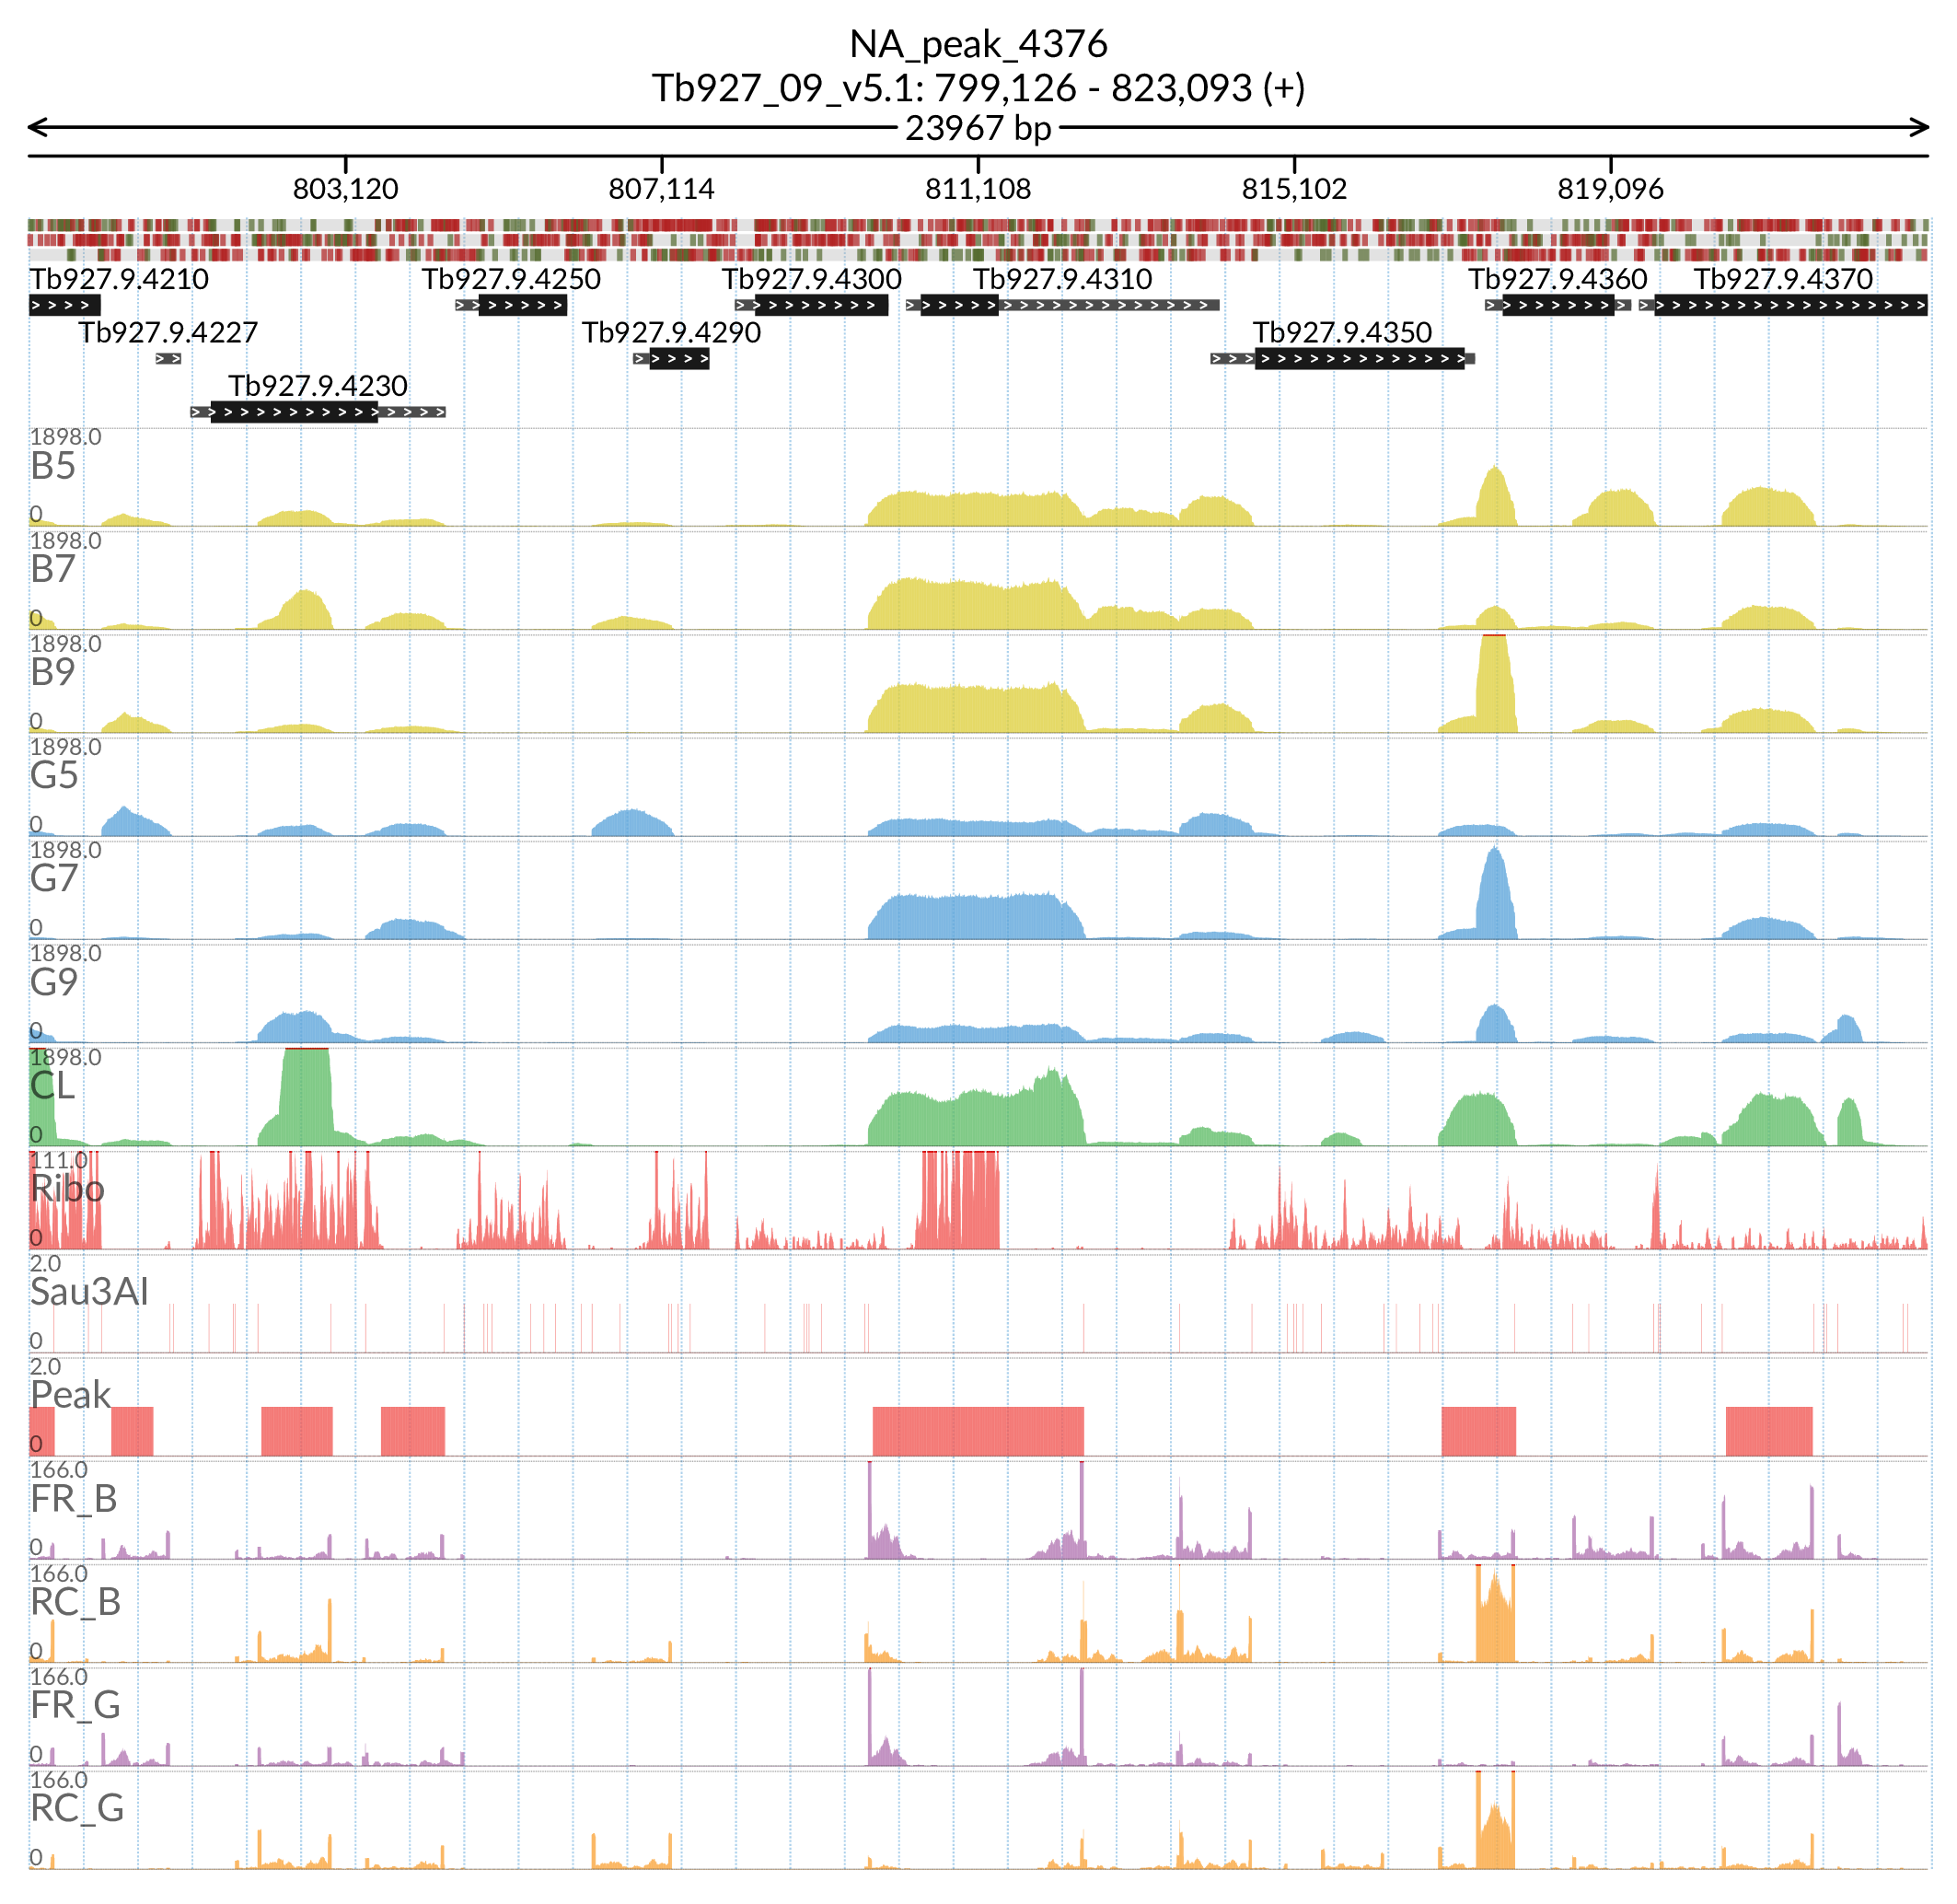 NA_peak_4376
Tb927_09_v5.1: 799,126 - 823,093 (+)
23967 bp
803,120 807,114 811,108 815,102 819,096
Tb927.9.4210 Tb927.9.4250 Tb927.9.4300 Tb927.9.4310 Tb927.9.4360 Tb927.9.4370
Tb927.9.4227 Tb927.9.4290 Tb927.9.4350
Tb927.9.4230
1898.0
B5
0
1898.0
B7
0
1898.0
B9
0
1898.0
G5
0
1898.0
G7
0
1898.0
G9
0
1898.0
CL
0
111.0
Ribo
0
2.0
Sau3AI
0
2.0
Peak
0
166.0
FR_B
0
166.0
RC_B
0
166.0
FR_G
0
166.0
RC_G
0